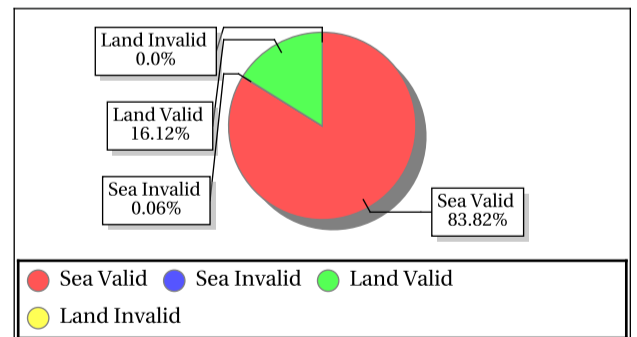 Land Invalid
0.0%
Land Valid
16.12%
Sea Invalid
0.06%
Sea Valid
83.82%
Sea Valid Sea Invalid Land Valid
Land Invalid